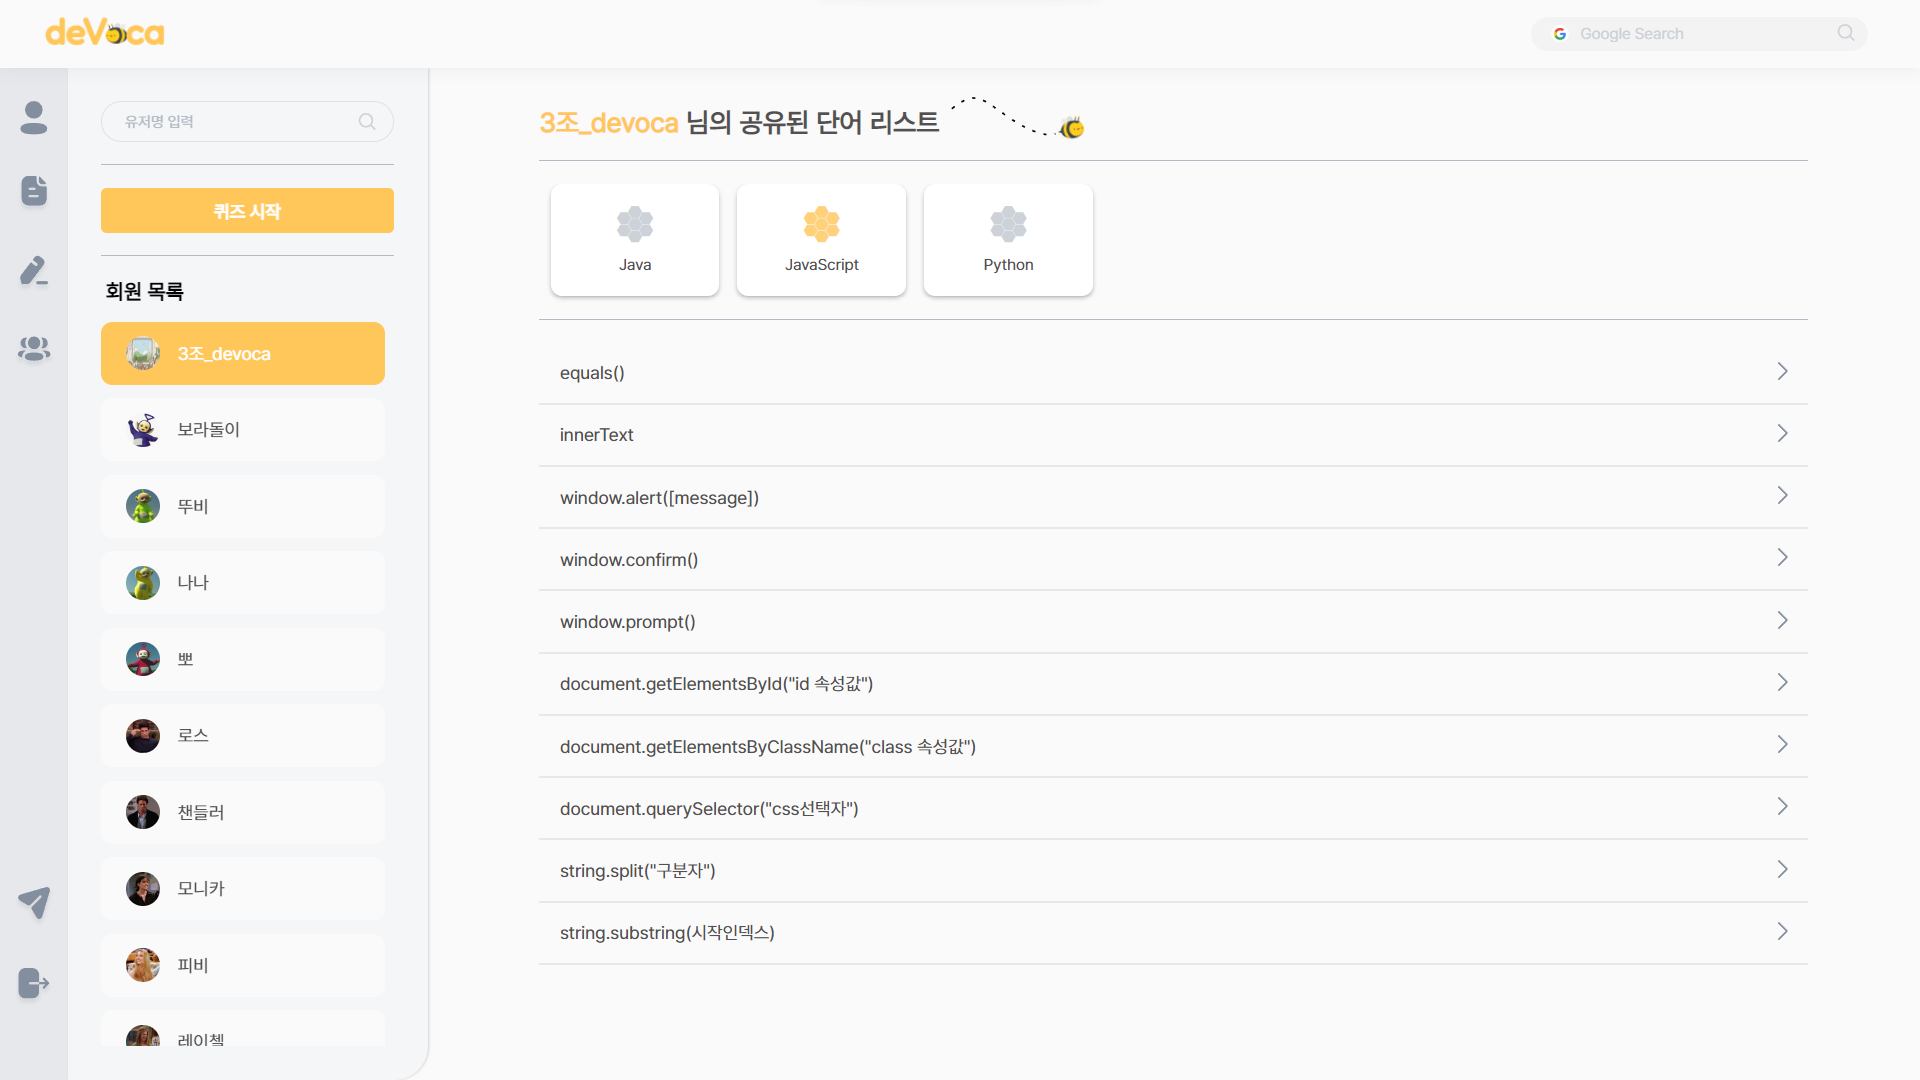 deVoca
Google Search
유저명 입력
퀴즈 시작
회원 목록
3조_devoca
보라돌이
뚜비
나나
뽀
로스
챈들러
모니카
피비
레이첼
3조_devoca 님의 공유된 단어 리스트
Java
JavaScript
Python
equals()
innerText
window.alert([message])
window.confirm()
window.prompt()
document.getElementsById("id 속성값")
document.getElementsByClassName("class 속성값")
document.querySelector("css선택자")
string.split("구분자")
string.substring(시작인덱스)